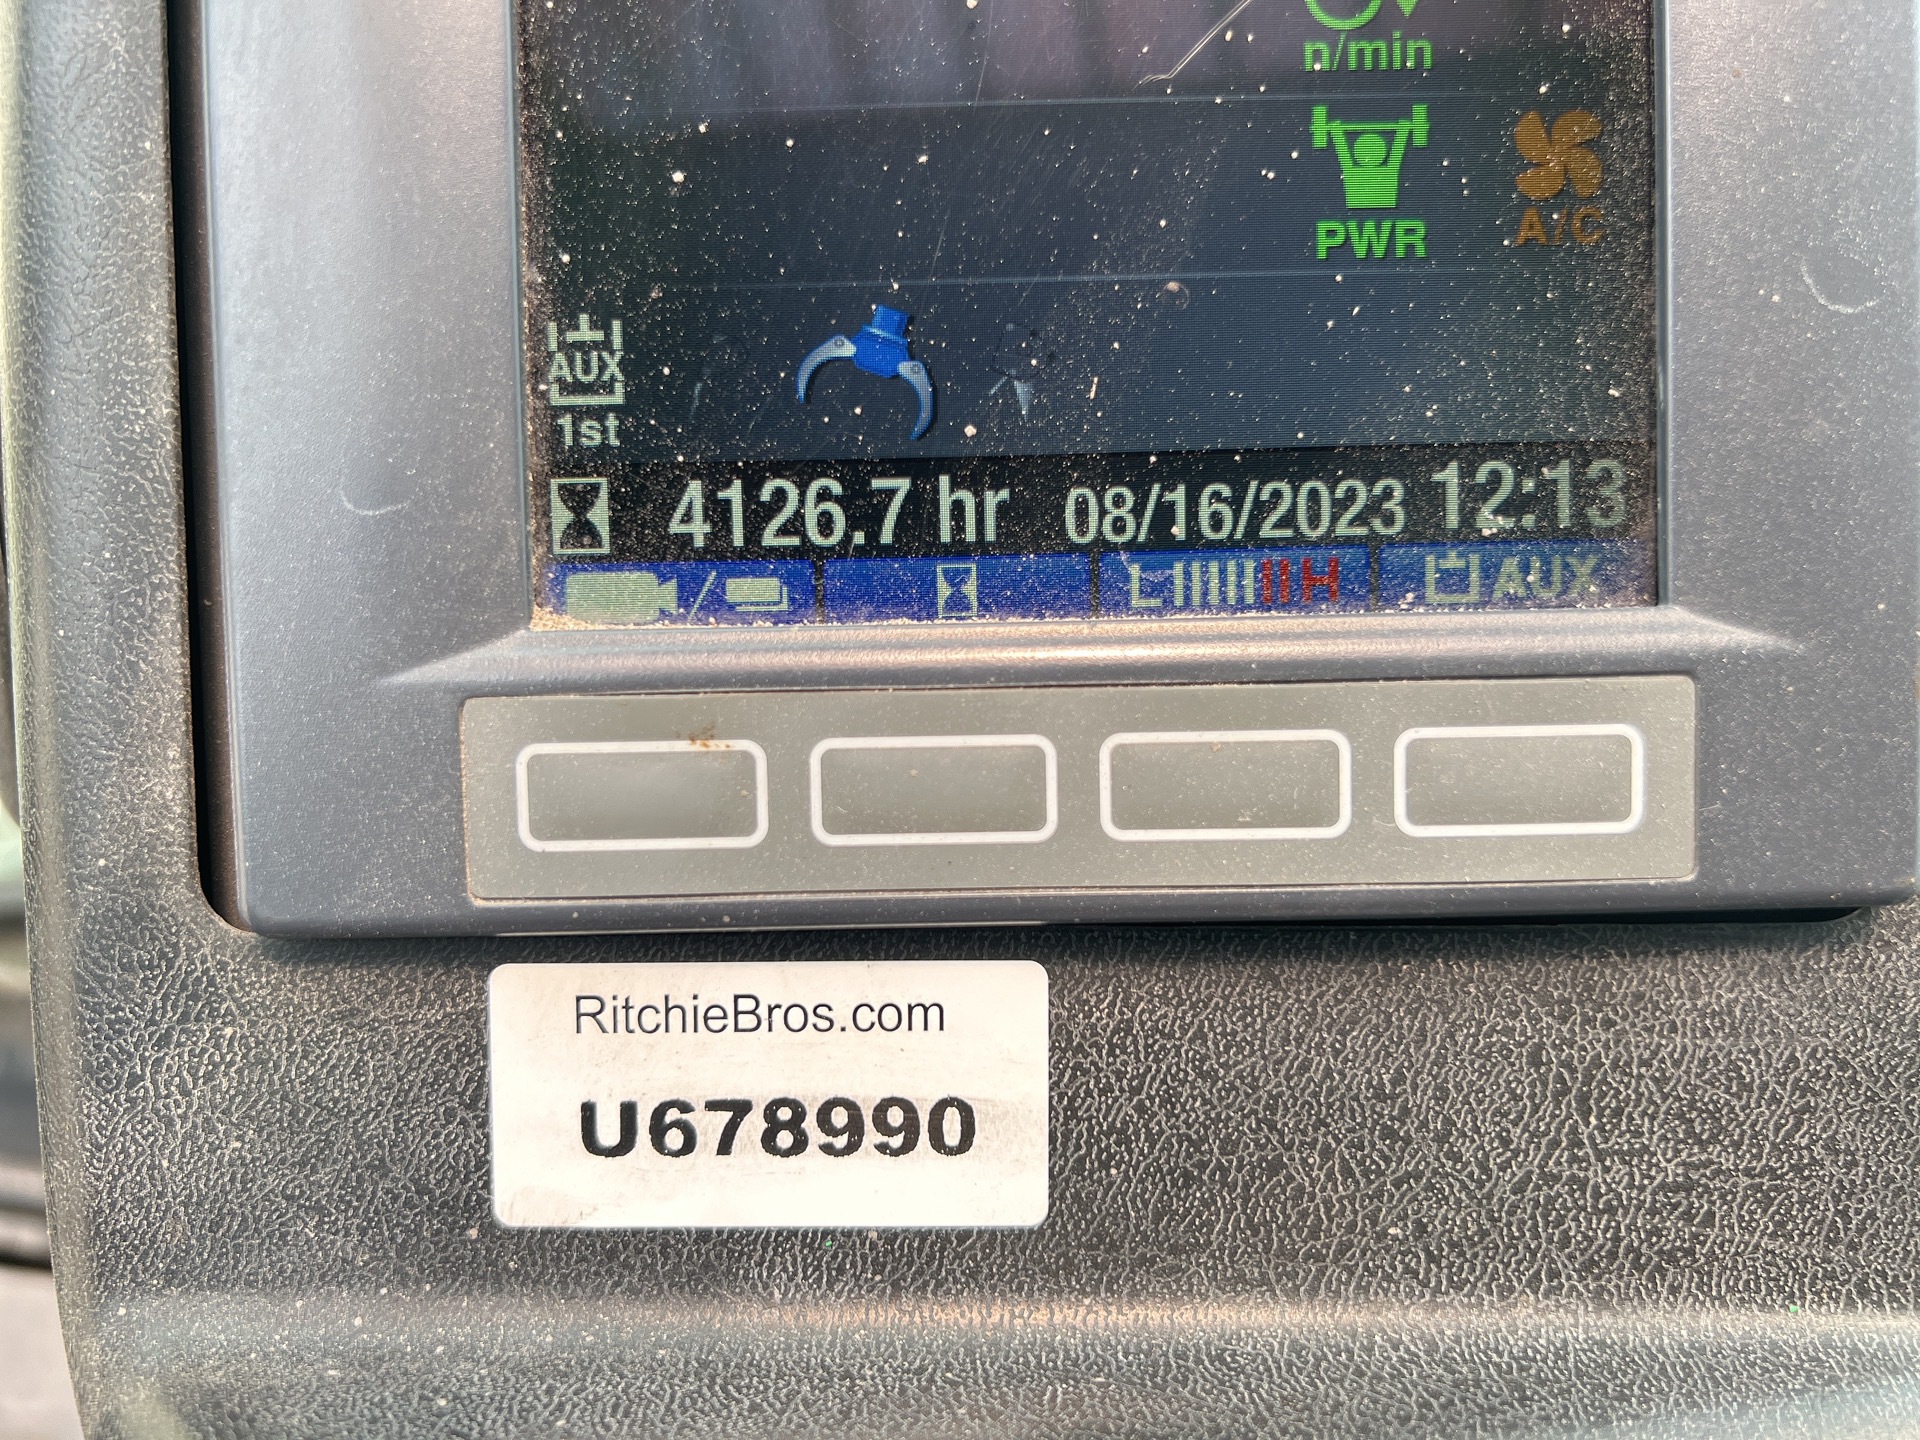 n/min
PWR
A/C
AUX
1st
4126.7 hr 08/16/2023 12:13
L H AUX
RitchieBros.com
U678990